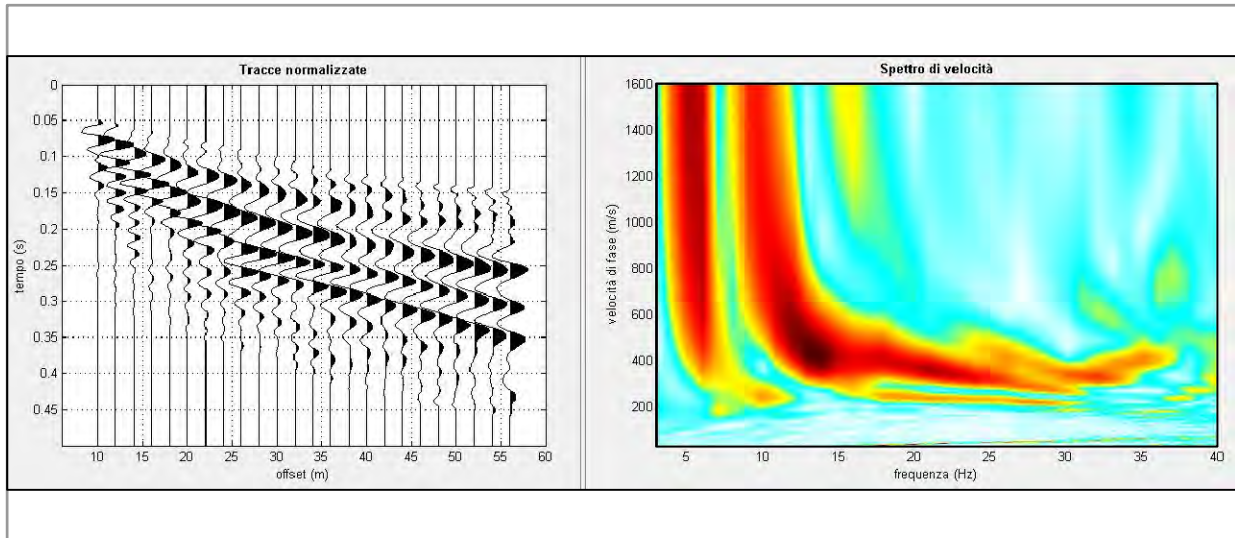 Tracce normalizzate
0
0.05
0.1
0.15
0.2
0.25
0.3
0.35
0.4
0.45
tempo (s)
10 15 20 25 30 35 40 45 50 55 60
offset (m)
Spettro di velocità
1600
1400
1200
1000
800
600
400
200
velocità di fase (m/s)
5 10 15 20 25 30 35 40
frequenza (Hz)